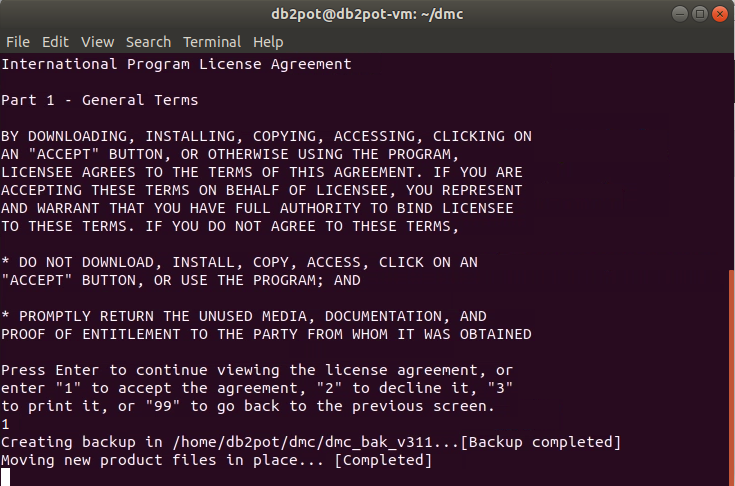 db2pot@db2pot-vm: ~/dmc
File Edit View Search Terminal Help
International Program License Agreement
Part 1 - General Terms
BY DOWNLOADING, INSTALLING, COPYING, ACCESSING, CLICKING ON
AN "ACCEPT" BUTTON, OR OTHERWISE USING THE PROGRAM,
LICENSEE AGREES TO THE TERMS OF THIS AGREEMENT. IF YOU ARE
ACCEPTING THESE TERMS ON BEHALF OF LICENSEE, YOU REPRESENT
AND WARRANT THAT YOU HAVE FULL AUTHORITY TO BIND LICENSEE
TO THESE TERMS. IF YOU DO NOT AGREE TO THESE TERMS,
* DO NOT DOWNLOAD, INSTALL, COPY, ACCESS, CLICK ON AN
"ACCEPT" BUTTON, OR USE THE PROGRAM; AND
* PROMPTLY RETURN THE UNUSED MEDIA, DOCUMENTATION, AND
PROOF OF ENTITLEMENT TO THE PARTY FROM WHOM IT WAS OBTAINED
Press Enter to continue viewing the license agreement, or
enter "1" to accept the agreement, "2" to decline it, "3"
to print it, or "99" to go back to the previous screen.
1
Creating backup in /home/db2pot/dmc/dmc_bak_v311...[Backup completed]
Moving new product files in place... [Completed]